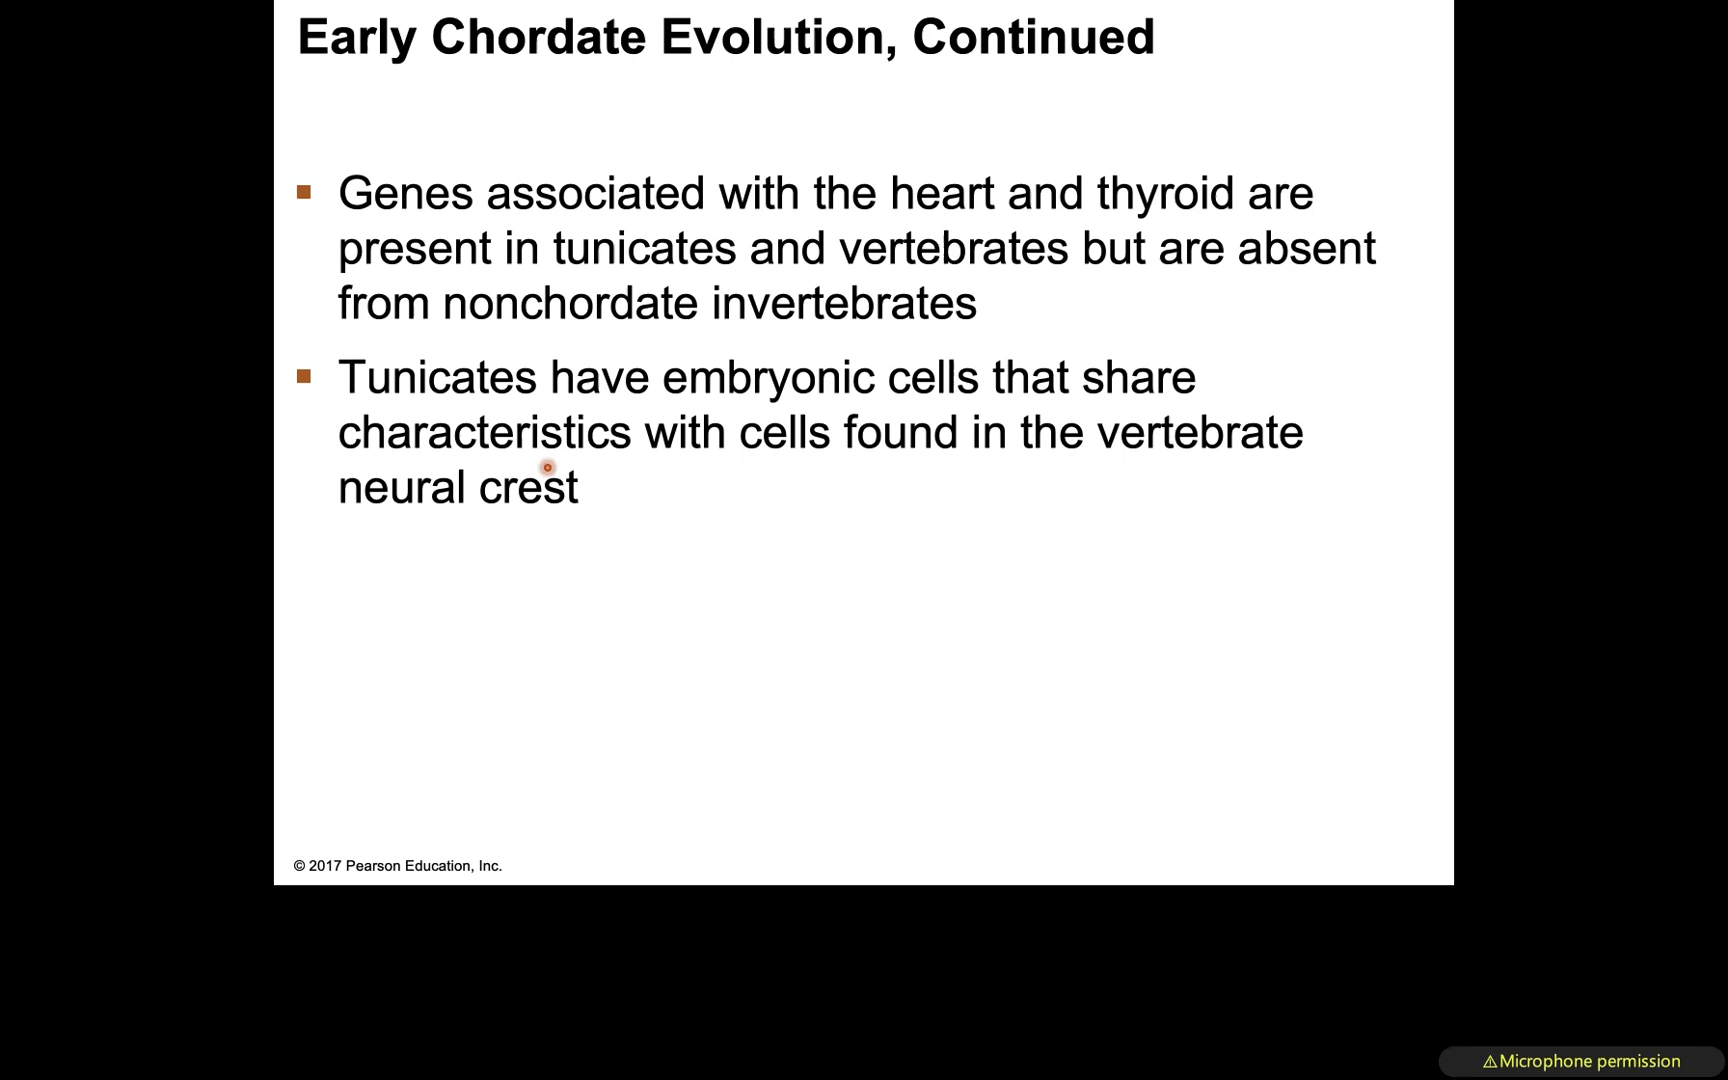 Early Chordate Evolution, Continued
Genes associated with the heart and thyroid are
present in tunicates and vertebrates but are absent
from nonchordate invertebrates
Tunicates have embryonic cells that share
characteristics with cells found in the vertebrate
neural crest
© 2017 Pearson Education, Inc.
⚠Microphone permission